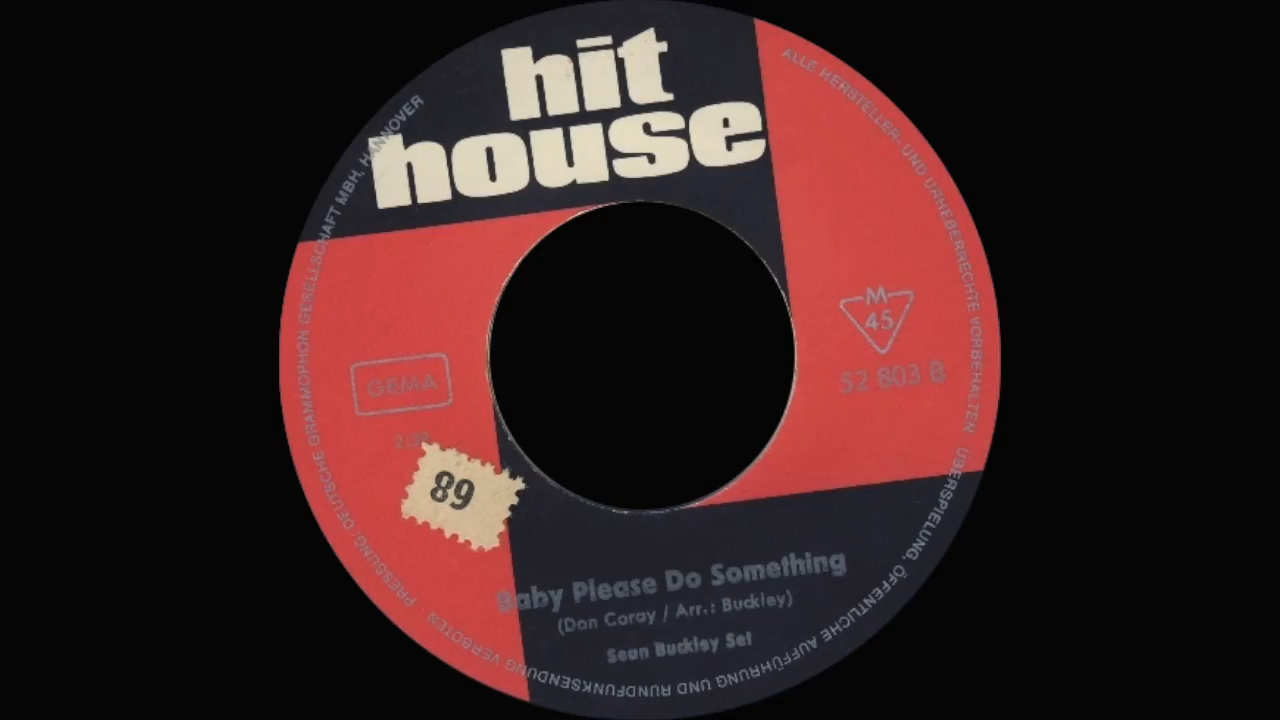 hit
house
ALLE HERSTELLER- UND URHEBERRECHTE VORBEHALTEN
ÜBERSPIELUNG, ÖFFENTLICHE AUFFÜHRUNG UND RUNDFUNKSENDUNG VERBOTEN · PRESSUNG: DEUTSCHE GRAMMOPHON GESELLSCHAFT MBH, HANNOVER
M
45
52 803 B
GEMA
89
Baby Please Do Something
(Don Coray / Arr.: Buckley)
Sean Buckley Set